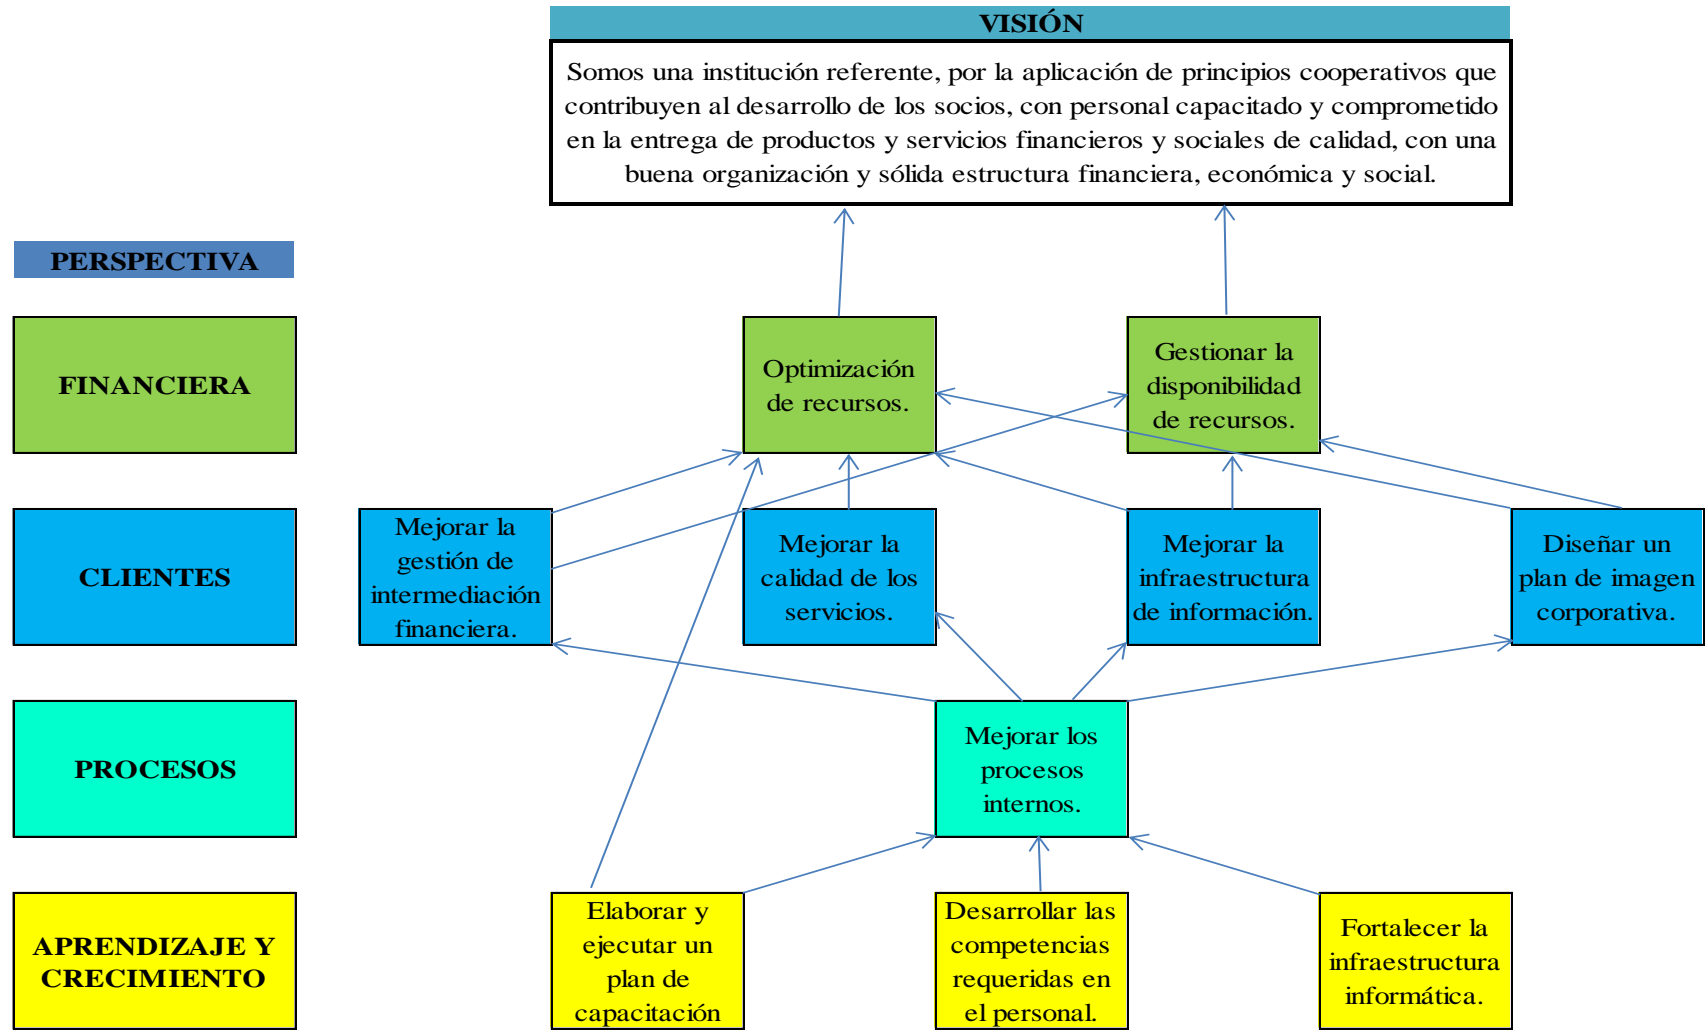 VISIÓN
Somos una institución referente, por la aplicación de principios cooperativos que
contribuyen al desarrollo de los socios, con personal capacitado y comprometido
en la entrega de productos y servicios financieros y sociales de calidad, con una
buena organización y sólida estructura financiera, económica y social.
PERSPECTIVA
FINANCIERA
Optimización
de recursos.
Gestionar la
disponibilidad
de recursos.
CLIENTES
Mejorar la
gestión de
intermediación
financiera.
Mejorar la
calidad de los
servicios.
Mejorar la
infraestructura
de información.
Diseñar un
plan de imagen
corporativa.
PROCESOS
Mejorar los
procesos
internos.
APRENDIZAJE Y
CRECIMIENTO
Elaborar y
ejecutar un
plan de
capacitación
Desarrollar las
competencias
requeridas en
el personal.
Fortalecer la
infraestructura
informática.